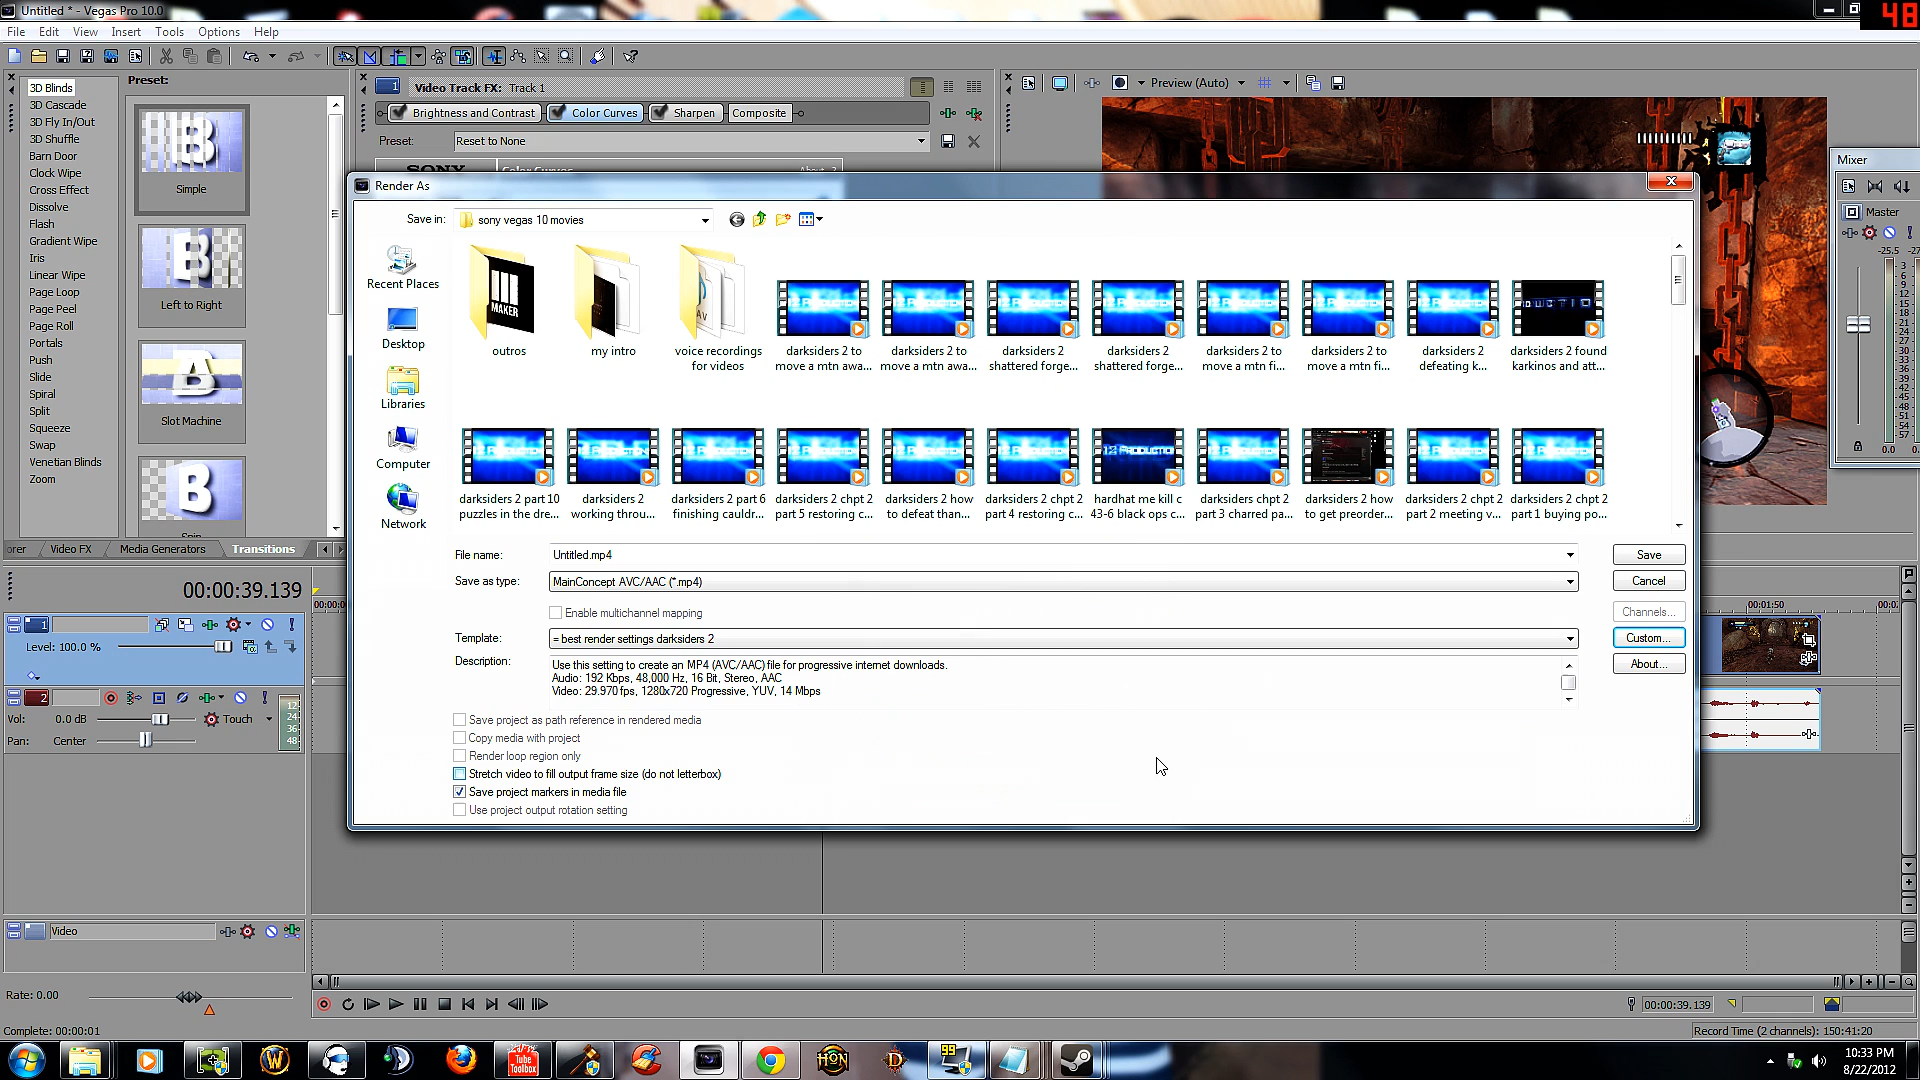 Untitled * - Vegas Pro 10.0
48
File Edit View Insert Tools Options Help
3D Blinds
3D Cascade
3D Fly In/Out
3D Shuffle
Barn Door
Clock Wipe
Cross Effect
Dissolve
Flash
Gradient Wipe
Iris
Linear Wipe
Page Loop
Page Peel
Page Roll
Portals
Push
Slide
Spiral
Split
Squeeze
Swap
Venetian Blinds
Zoom
Preset:
Simple
Left to Right
Slot Machine
Video FX Media Generators Transitions
Video Track FX: Track 1
Brightness and Contrast Color Curves Sharpen Composite
Preset: Reset to None
Preview (Auto)
Mixer
Master
-25.5
Render As
Save in: sony vegas 10 movies
Recent Places
Desktop
Libraries
Computer
Network
outros
my intro
voice recordings for videos
darksiders 2 to move a mtn awa...
darksiders 2 to move a mtn awa...
darksiders 2 shattered forge...
darksiders 2 shattered forge...
darksiders 2 to move a mtn fi...
darksiders 2 to move a mtn fi...
darksiders 2 defeating k...
darksiders 2 found karkinos and att...
darksiders 2 part 10 puzzles in the dre...
darksiders 2 working throu...
darksiders 2 part 6 finishing cauldr...
darksiders 2 chpt 2 part 5 restoring c...
darksiders 2 how to defeat than...
darksiders 2 chpt 2 part 4 restoring c...
hardhat me kill c 43-6 black ops c...
darksiders chpt 2 part 3 charred pa...
darksiders 2 how to get preorder...
darksiders 2 chpt 2 part 2 meeting v...
darksiders 2 chpt 2 part 1 buying po...
File name: Untitled.mp4 Save
Save as type: MainConcept AVC/AAC (*.mp4) Cancel
Enable multichannel mapping Channels...
Template: = best render settings darksiders 2 Custom...
Description: Use this setting to create an MP4 (AVC/AAC) file for progressive internet downloads. About...
Audio: 192 Kbps, 48,000 Hz, 16 Bit, Stereo, AAC
Video: 29.970 fps, 1280x720 Progressive, YUV, 14 Mbps
Save project as path reference in rendered media
Copy media with project
Render loop region only
Stretch video to fill output frame size (do not letterbox)
Save project markers in media file
Use project output rotation setting
00:00:39.139
00:01:50
1
Level: 100.0 %
2
Vol: 0.0 dB Touch
Pan: Center
12
24
36
48
Video
Rate: 0.00
00:00:39.139
Complete: 00:00:01
Record Time (2 channels): 150:41:20
Tube Toolbox
HON
99
10:33 PM
8/22/2012